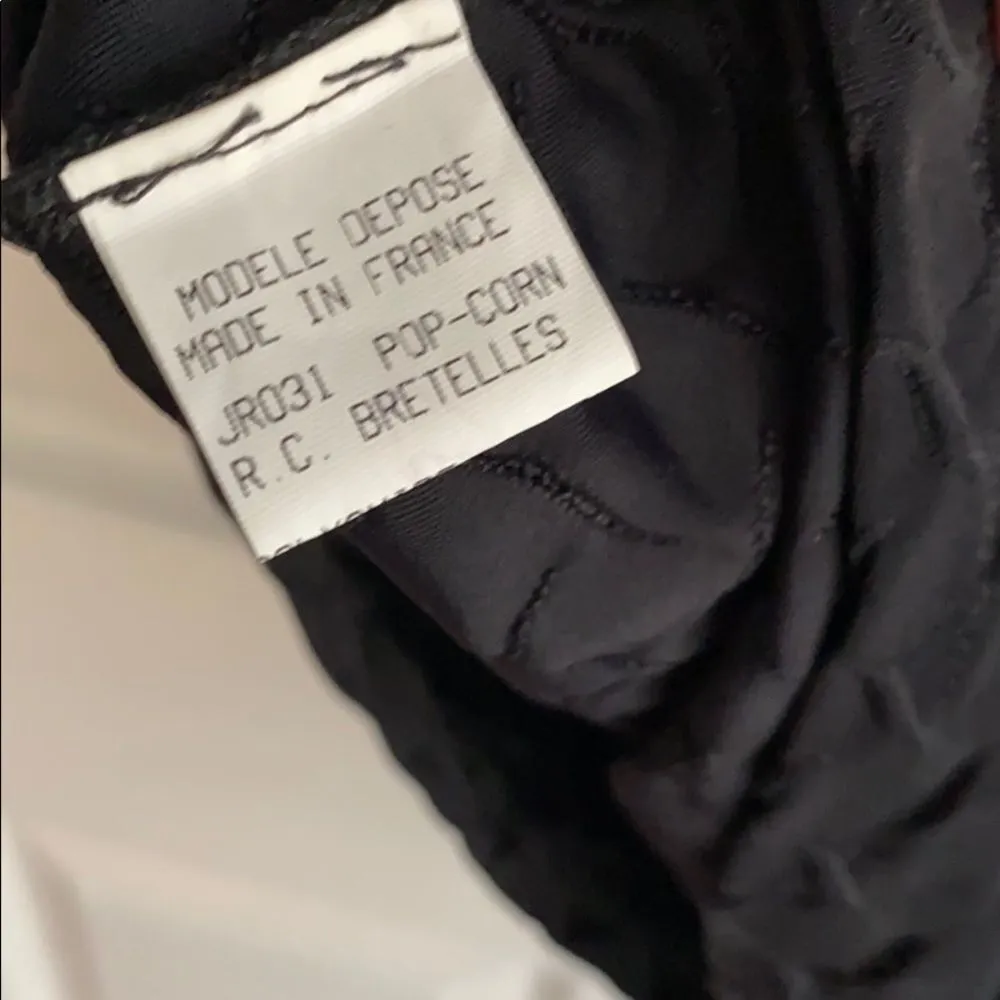 MODELE DEPOSE
MADE IN FRANCE
JR031 POP-CORN
R.C. BRETELLES